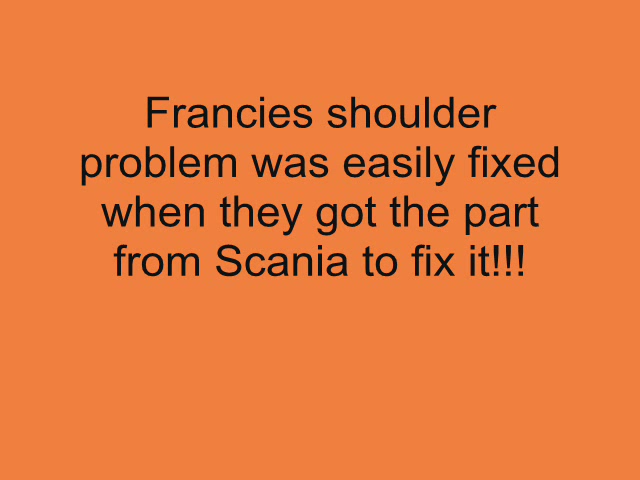 Francies shoulder
problem was easily fixed
when they got the part
from Scania to fix it!!!